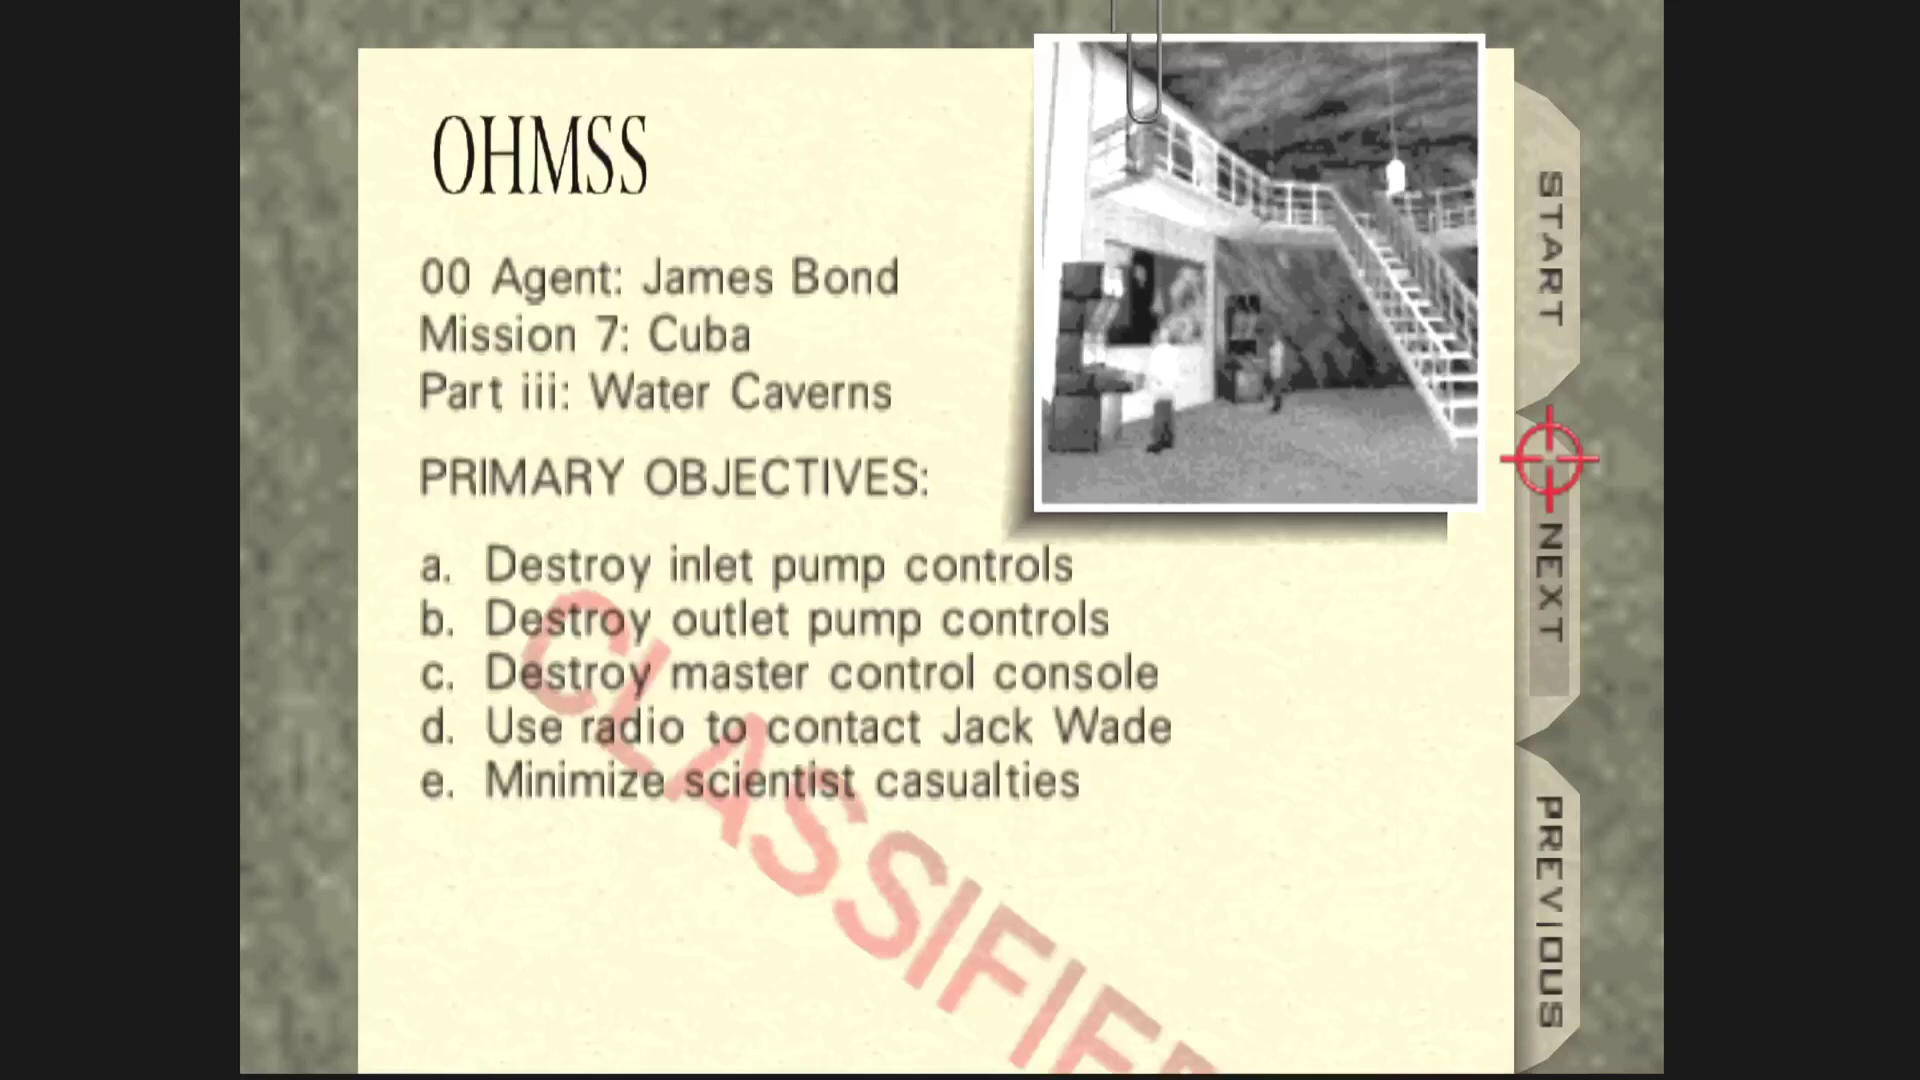 OHMSS
00 Agent: James Bond
Mission 7: Cuba
Part iii: Water Caverns
PRIMARY OBJECTIVES:
a. Destroy inlet pump controls
b. Destroy outlet pump controls
c. Destroy master control console
d. Use radio to contact Jack Wade
e. Minimize scientist casualties
CLASSIFIE
START
NEXT
PREVIOUS